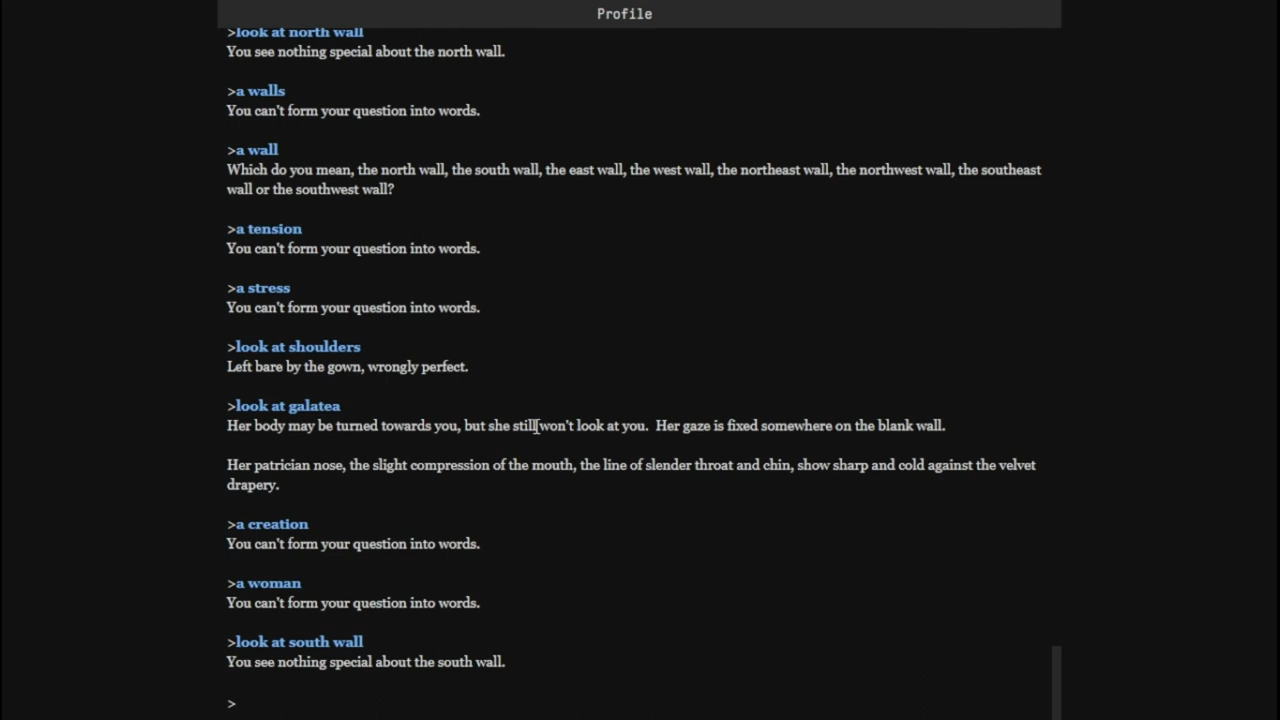 Profile
>look at north wall
You see nothing special about the north wall.
>a walls
You can't form your question into words.
>a wall
Which do you mean, the north wall, the south wall, the east wall, the west wall, the northeast wall, the northwest wall, the southeast
wall or the southwest wall?
>a tension
You can't form your question into words.
>a stress
You can't form your question into words.
>look at shoulders
Left bare by the gown, wrongly perfect.
>look at galatea
Her body may be turned towards you, but she still won't look at you.  Her gaze is fixed somewhere on the blank wall.
Her patrician nose, the slight compression of the mouth, the line of slender throat and chin, show sharp and cold against the velvet
drapery.
>a creation
You can't form your question into words.
>a woman
You can't form your question into words.
>look at south wall
You see nothing special about the south wall.
>